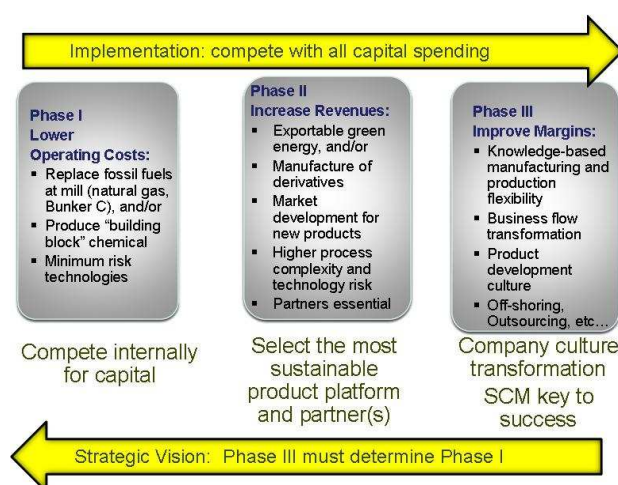 Implementation: compete with all capital spending
Phase I
Lower
Operating Costs:
▪ Replace fossil fuels
at mill (natural gas,
Bunker C), and/or
▪ Produce “building
block” chemical
▪ Minimum risk
technologies
Compete internally
for capital
Phase II
Increase Revenues:
▪ Exportable green
energy, and/or
▪ Manufacture of
derivatives
▪ Market
development for
new products
▪ Higher process
complexity and
technology risk
▪ Partners essential
Select the most
sustainable
product platform
and partner(s)
Phase III
Improve Margins:
▪ Knowledge-based
manufacturing and
production
flexibility
▪ Business flow
transformation
▪ Product
development
culture
▪ Off-shoring,
Outsourcing, etc…
Company culture
transformation
SCM key to
success
Strategic Vision: Phase III must determine Phase I